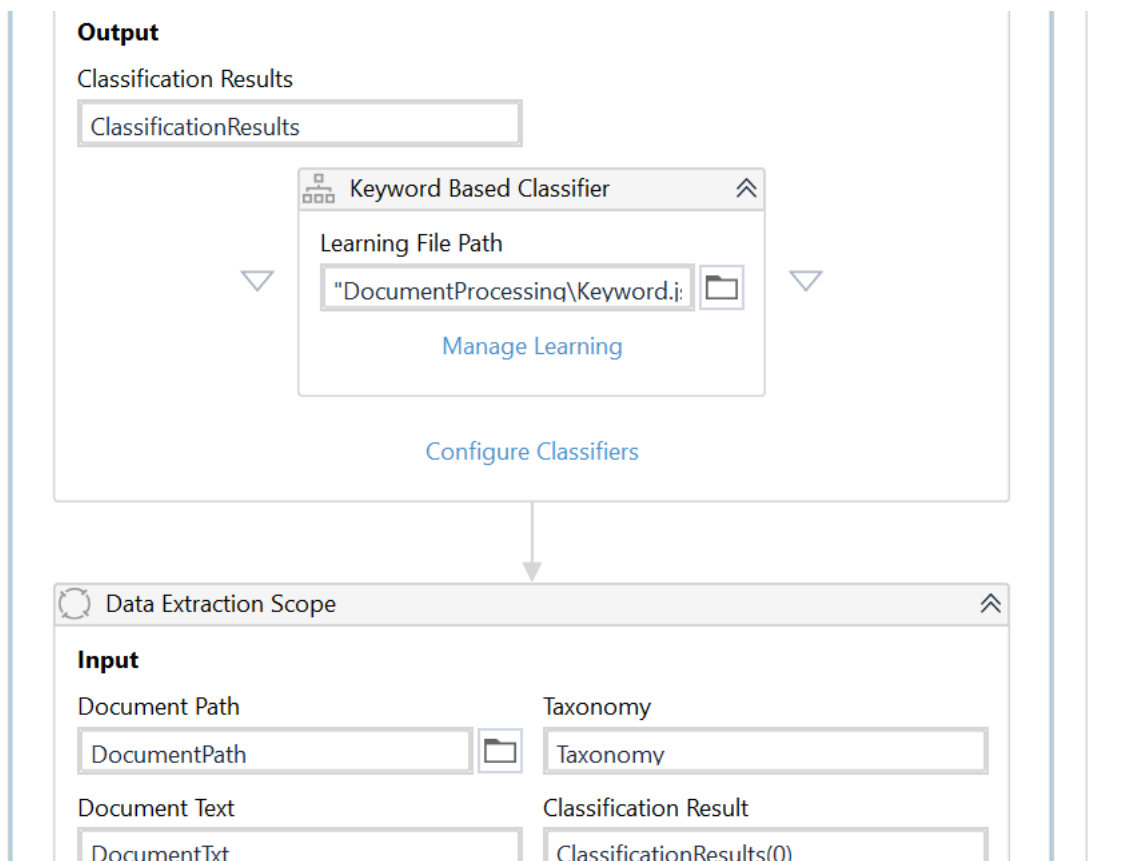 Output
Classification Results
ClassificationResults
Keyword Based Classifier
Learning File Path
"DocumentProcessing\Keyword.j
Manage Learning
Configure Classifiers
Data Extraction Scope
Input
Document Path
Taxonomy
DocumentPath
Taxonomy
Document Text
Classification Result
DocumentTxt
ClassificationResults(0)